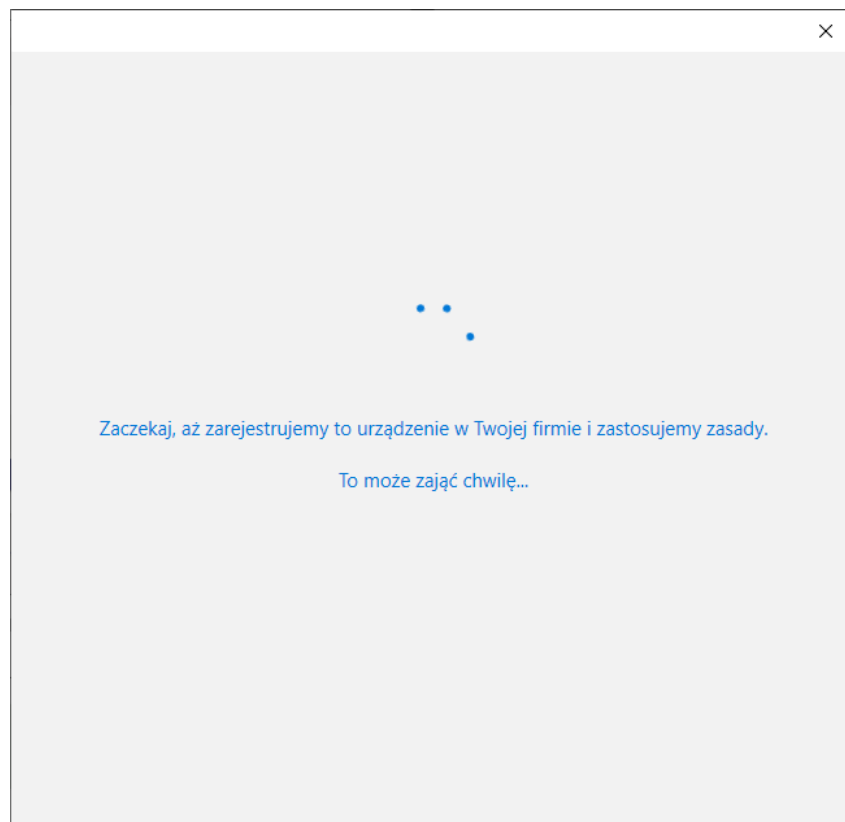 Zaczekaj, aż zarejestrujemy to urządzenie w Twojej firmie i zastosujemy zasady.
To może zająć chwilę...